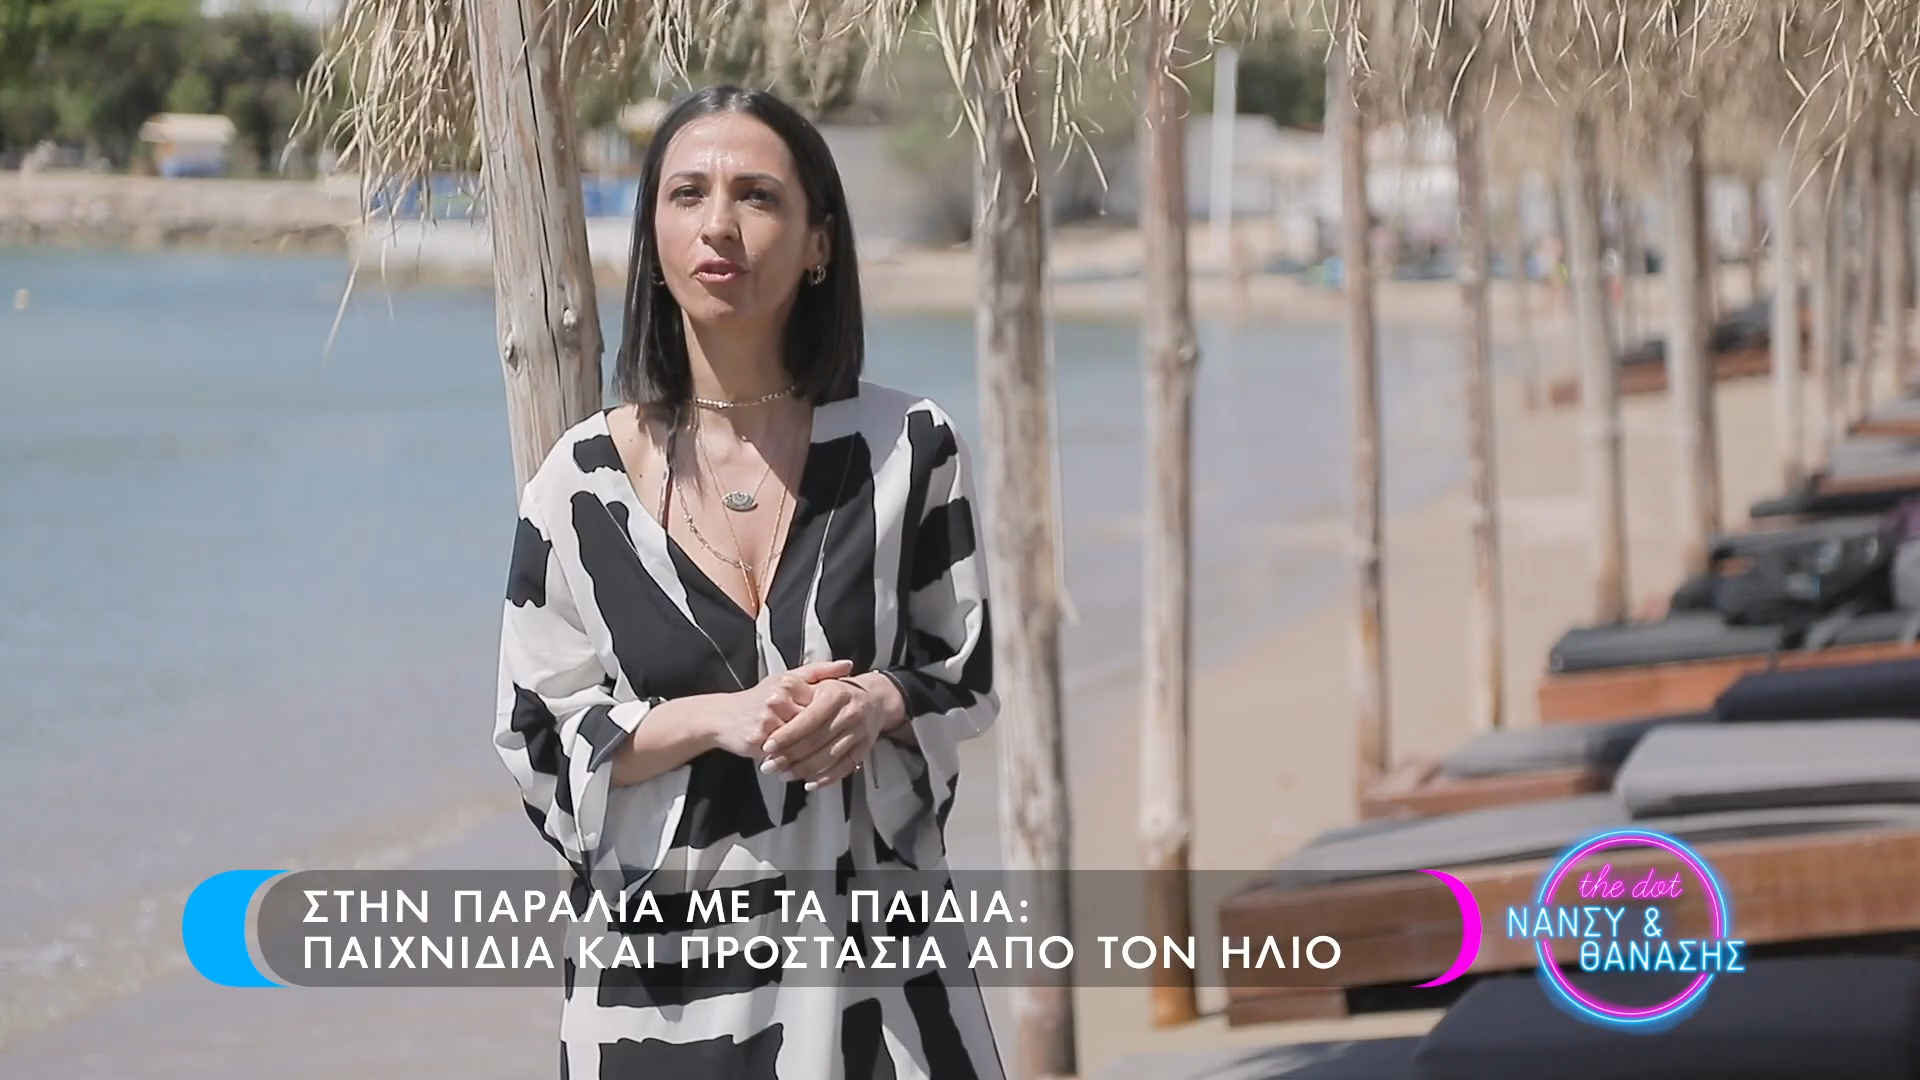 ΣΤΗΝ ΠΑΡΑΛΙΑ ΜΕ ΤΑ ΠΑΙΔΙΑ:
ΠΑΙΧΝΙΔΙΑ ΚΑΙ ΠΡΟΣΤΑΣΙΑ ΑΠΟ ΤΟΝ ΗΛΙΟ
the dot
ΝΑΝΣΥ &
ΘΑΝΑΣΗΣ